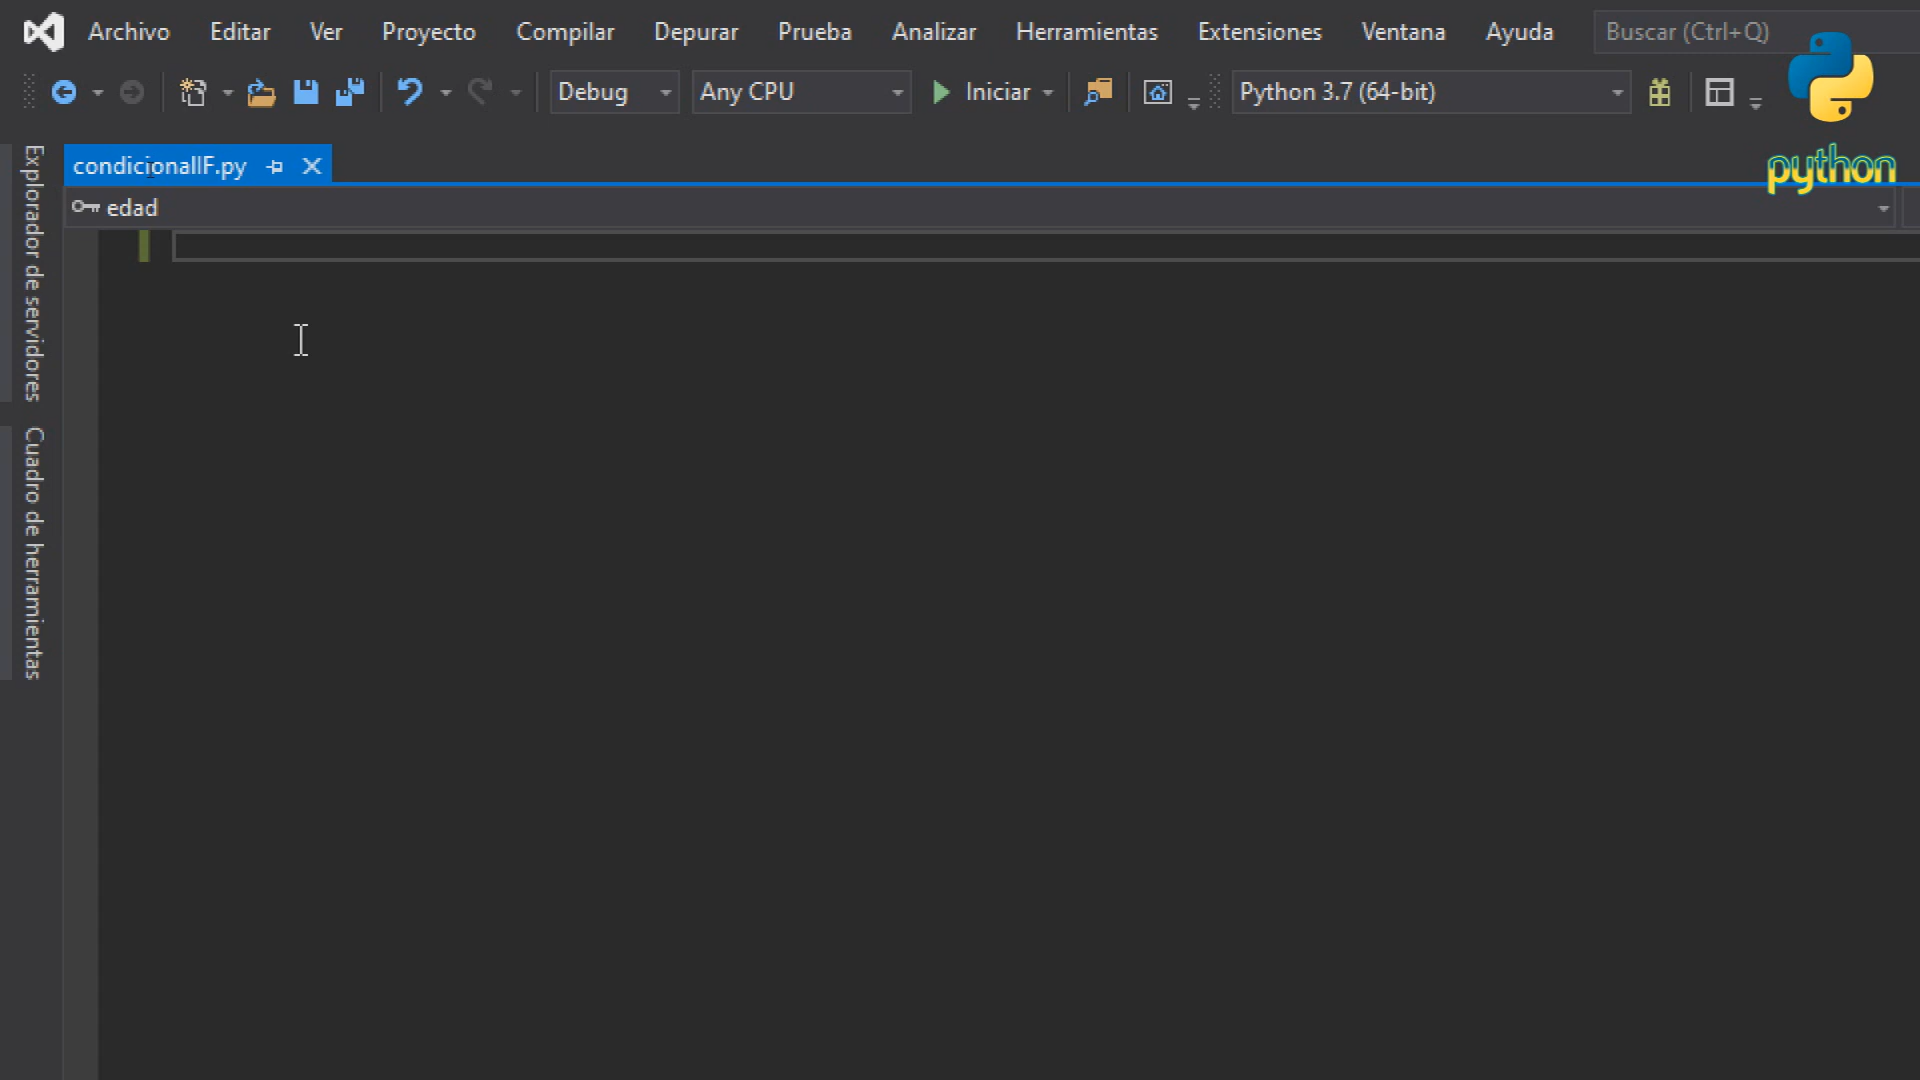 Archivo Editar Ver Proyecto Compilar Depurar Prueba Analizar Herramientas Extensiones Ventana Ayuda Buscar (Ctrl+Q)
Debug Any CPU Iniciar Python 3.7 (64-bit)
python
condicionalIF.py
edad
Explorador de servidores
Cuadro de herramientas